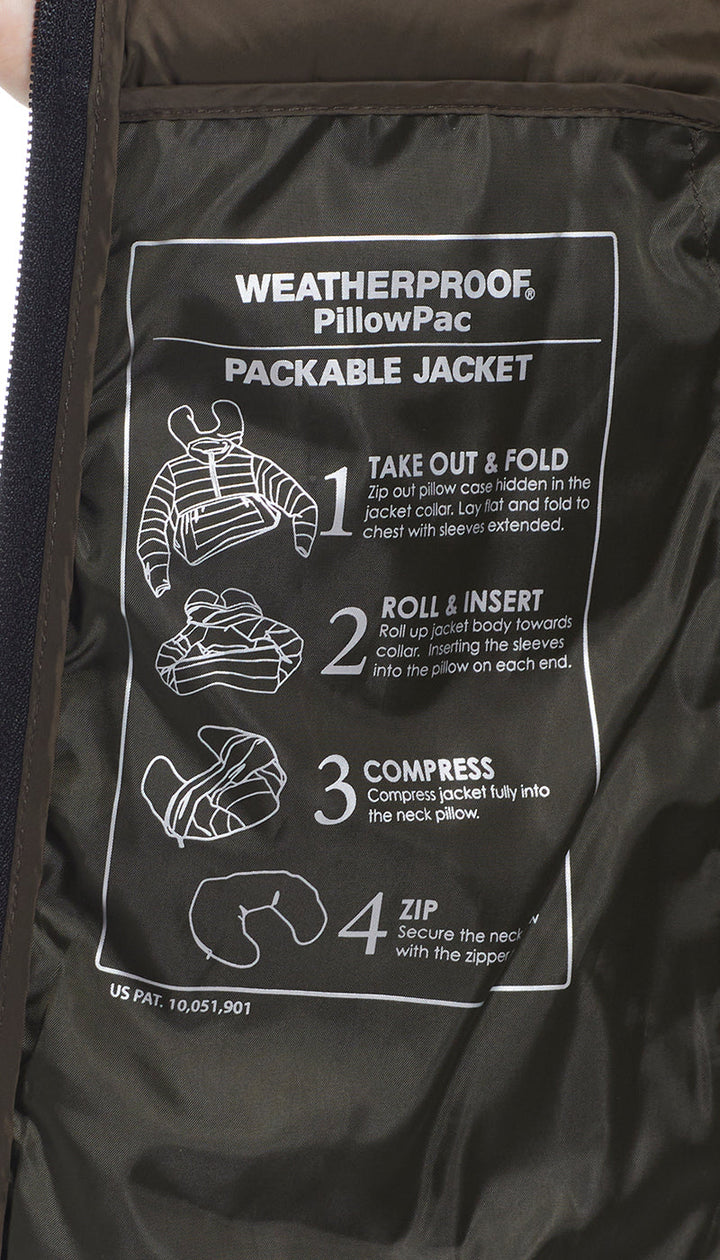 WEATHERPROOF®
PillowPac
PACKABLE JACKET
1 TAKE OUT & FOLD
Zip out pillow case hidden in the
jacket collar. Lay flat and fold to
chest with sleeves extended.
2 ROLL & INSERT
Roll up jacket body towards
collar. Inserting the sleeves
into the pillow on each end.
3 COMPRESS
Compress jacket fully into
the neck pillow.
4 ZIP
Secure the neck
with the zipper
US PAT. 10,051,901